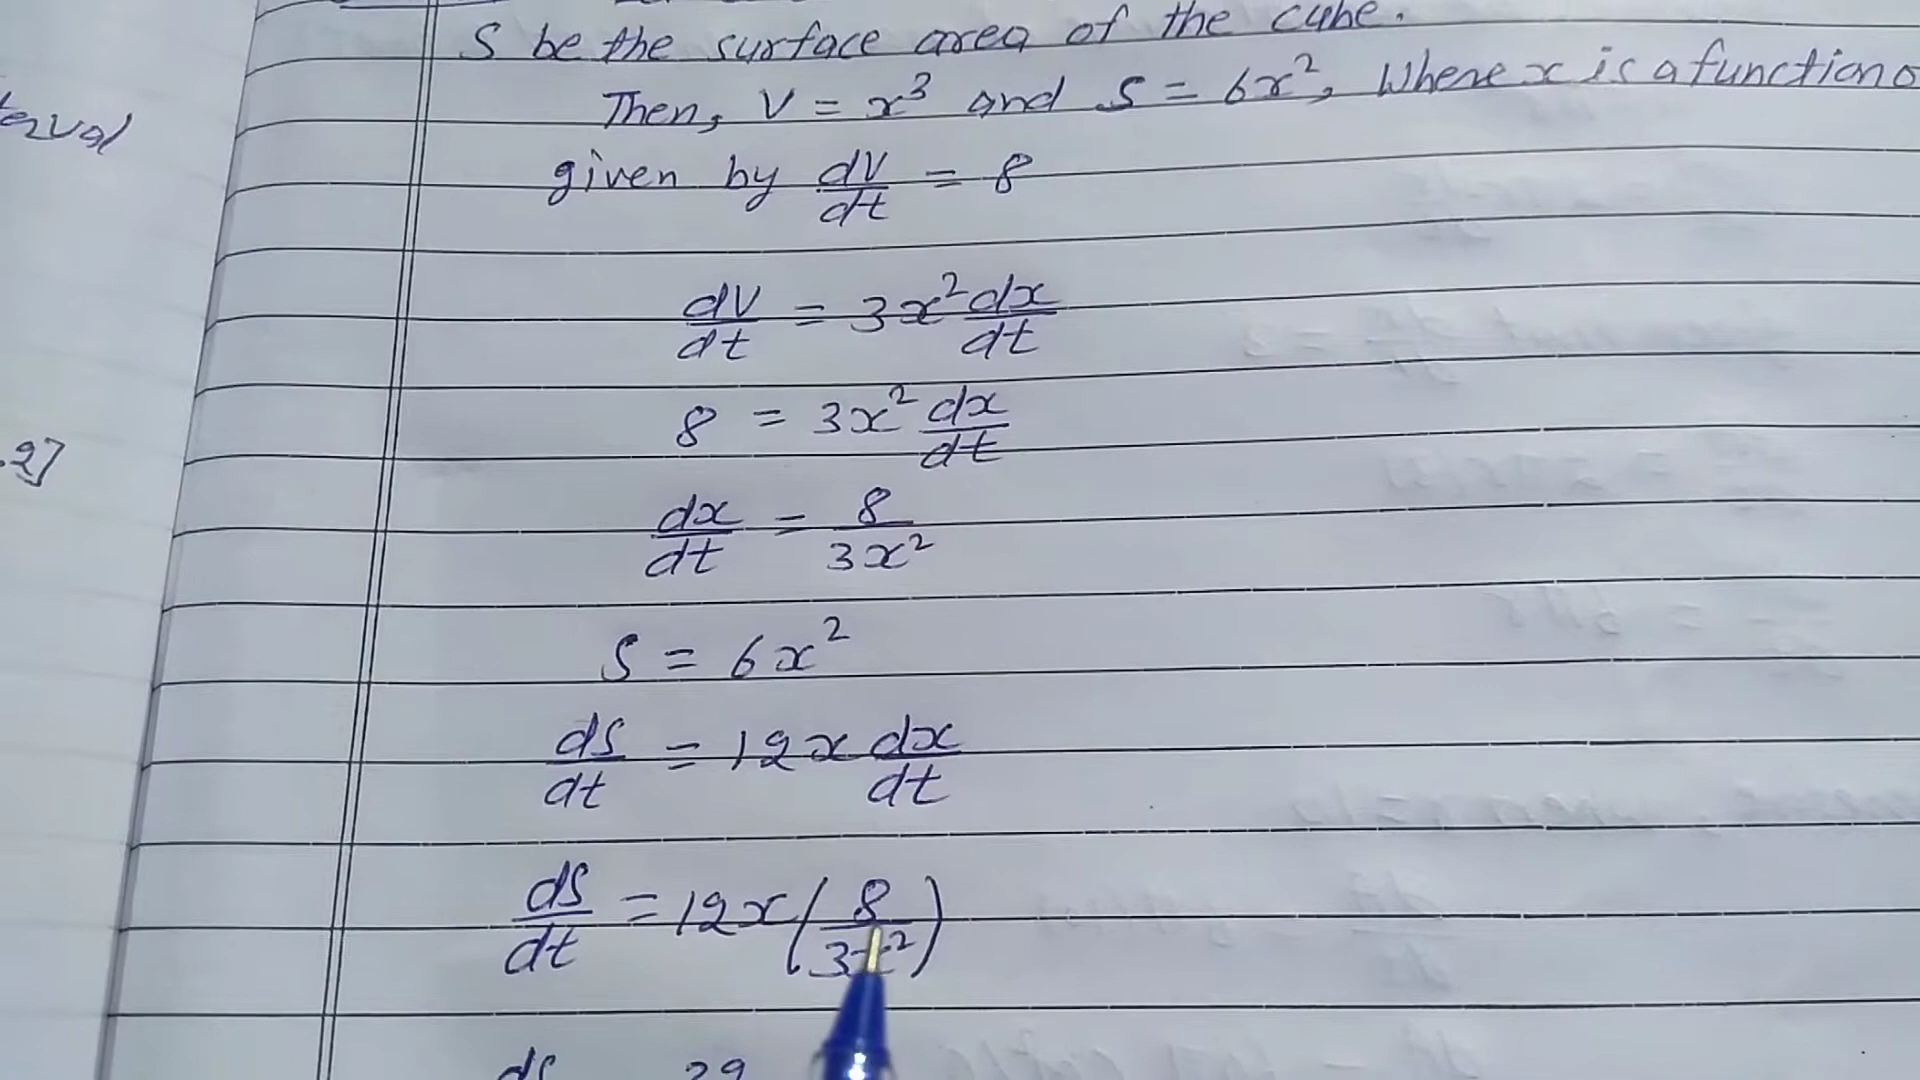 S be the surface area of the cube.
Then, V = x³ and S = 6x², Where x is a function
given by dV/dt = 8
dV/dt = 3x² dx/dt
8 = 3x² dx/dt
dx/dt = 8/3x²
S = 6x²
dS/dt = 12x dx/dt
dS/dt = 12x(8/3x²)